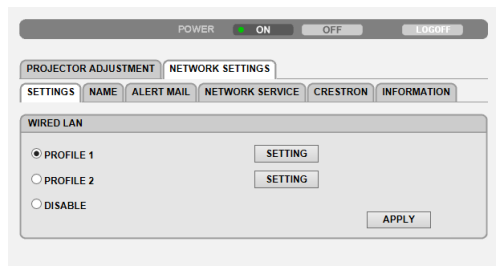 POWER ON OFF LOGOFF
PROJECTOR ADJUSTMENT NETWORK SETTINGS
SETTINGS NAME ALERT MAIL NETWORK SERVICE CRESTRON INFORMATION
WIRED LAN
PROFILE 1 SETTING
PROFILE 2 SETTING
DISABLE
APPLY